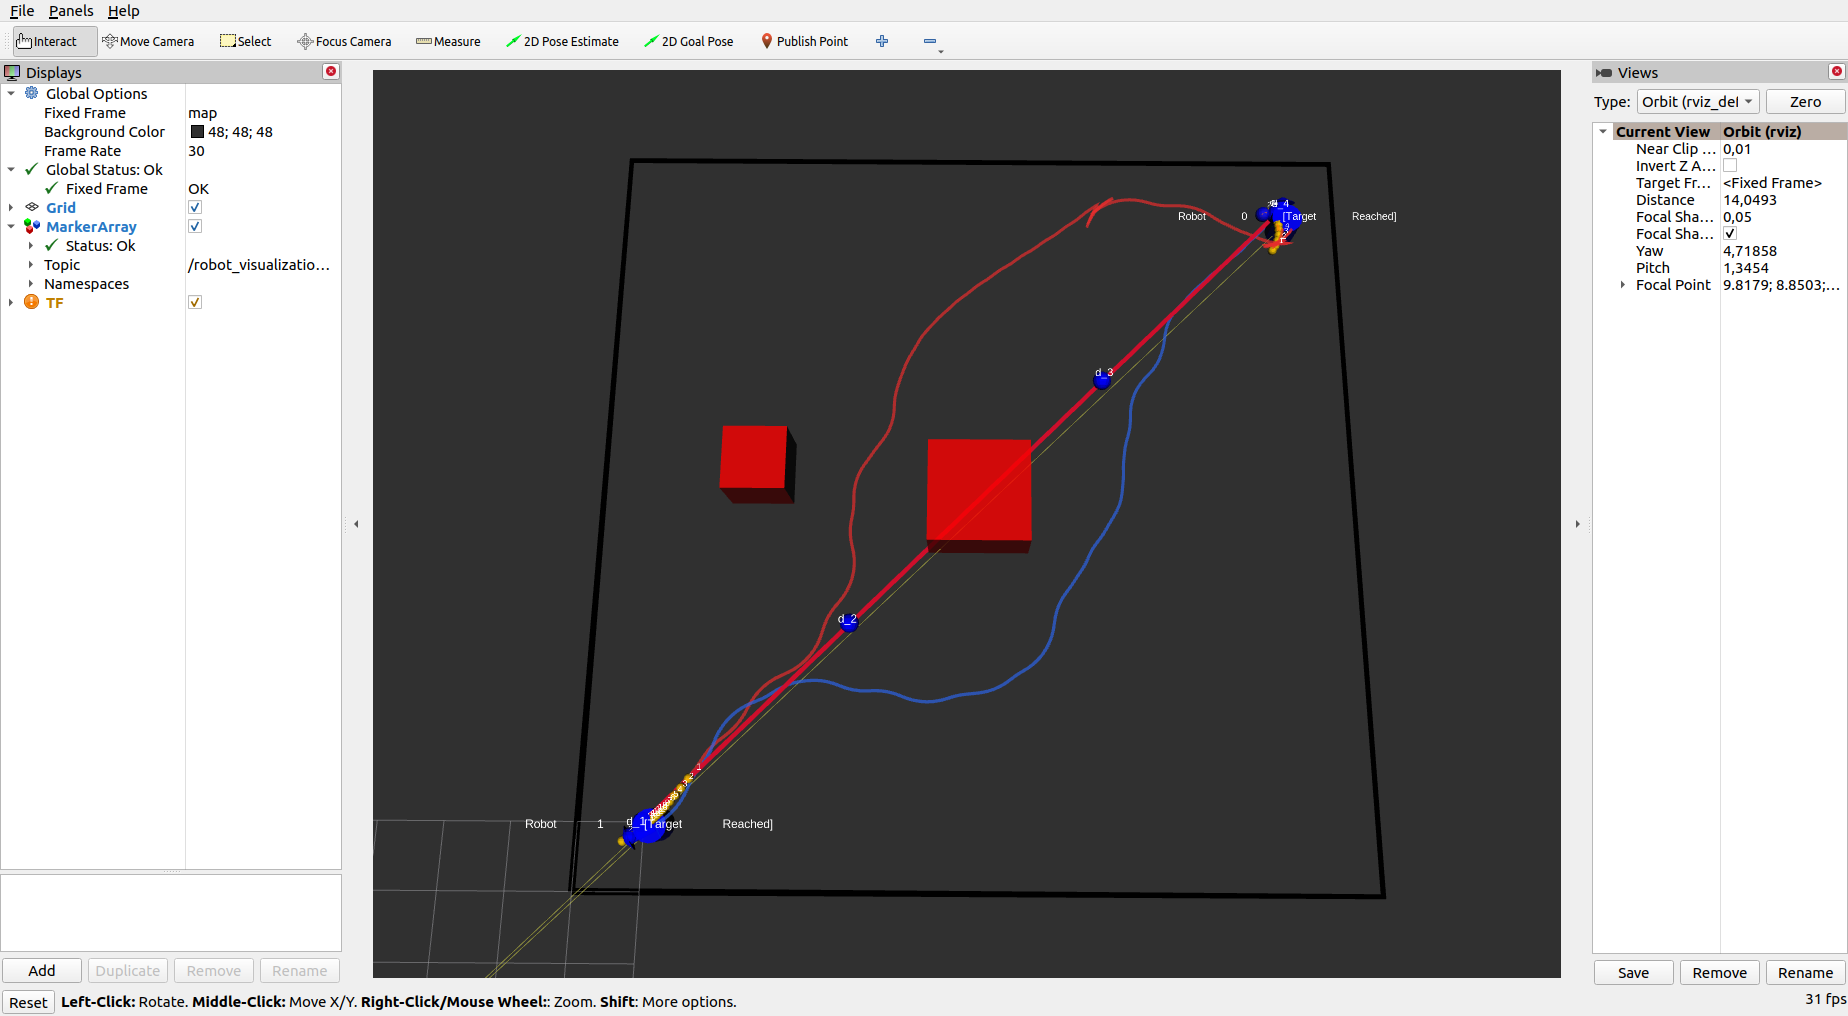 File Panels Help
Interact Move Camera Select Focus Camera Measure 2D Pose Estimate 2D Goal Pose Publish Point
Displays
Global Options
Fixed Frame map
Background Color 48; 48; 48
Frame Rate 30
Global Status: Ok
Fixed Frame OK
Grid
MarkerArray
Status: Ok
Topic /robot_visualizatio...
Namespaces
TF
Add Duplicate Remove Rename
Reset Left-Click: Rotate. Middle-Click: Move X/Y. Right-Click/Mouse Wheel:: Zoom. Shift: More options.
Robot 0 [Target Reached]
d_3
d_2
Robot 1 d_1 [Target Reached]
Views
Type: Orbit (rviz_def Zero
Current View Orbit (rviz)
Near Clip ... 0,01
Invert Z A...
Target Fr... <Fixed Frame>
Distance 14,0493
Focal Sha... 0,05
Focal Sha...
Yaw 4,71858
Pitch 1,3454
Focal Point 9.8179; 8.8503;...
Save Remove Rename
31 fps